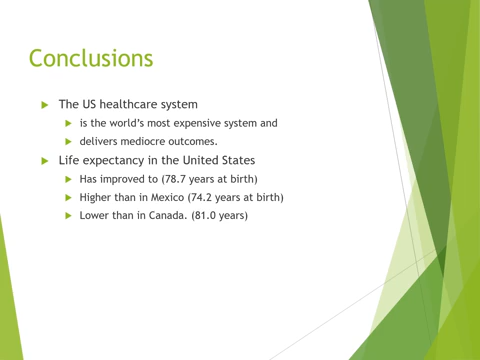 Conclusions
The US healthcare system
is the world's most expensive system and
delivers mediocre outcomes.
Life expectancy in the United States
Has improved to (78.7 years at birth)
Higher than in Mexico (74.2 years at birth)
Lower than in Canada. (81.0 years)